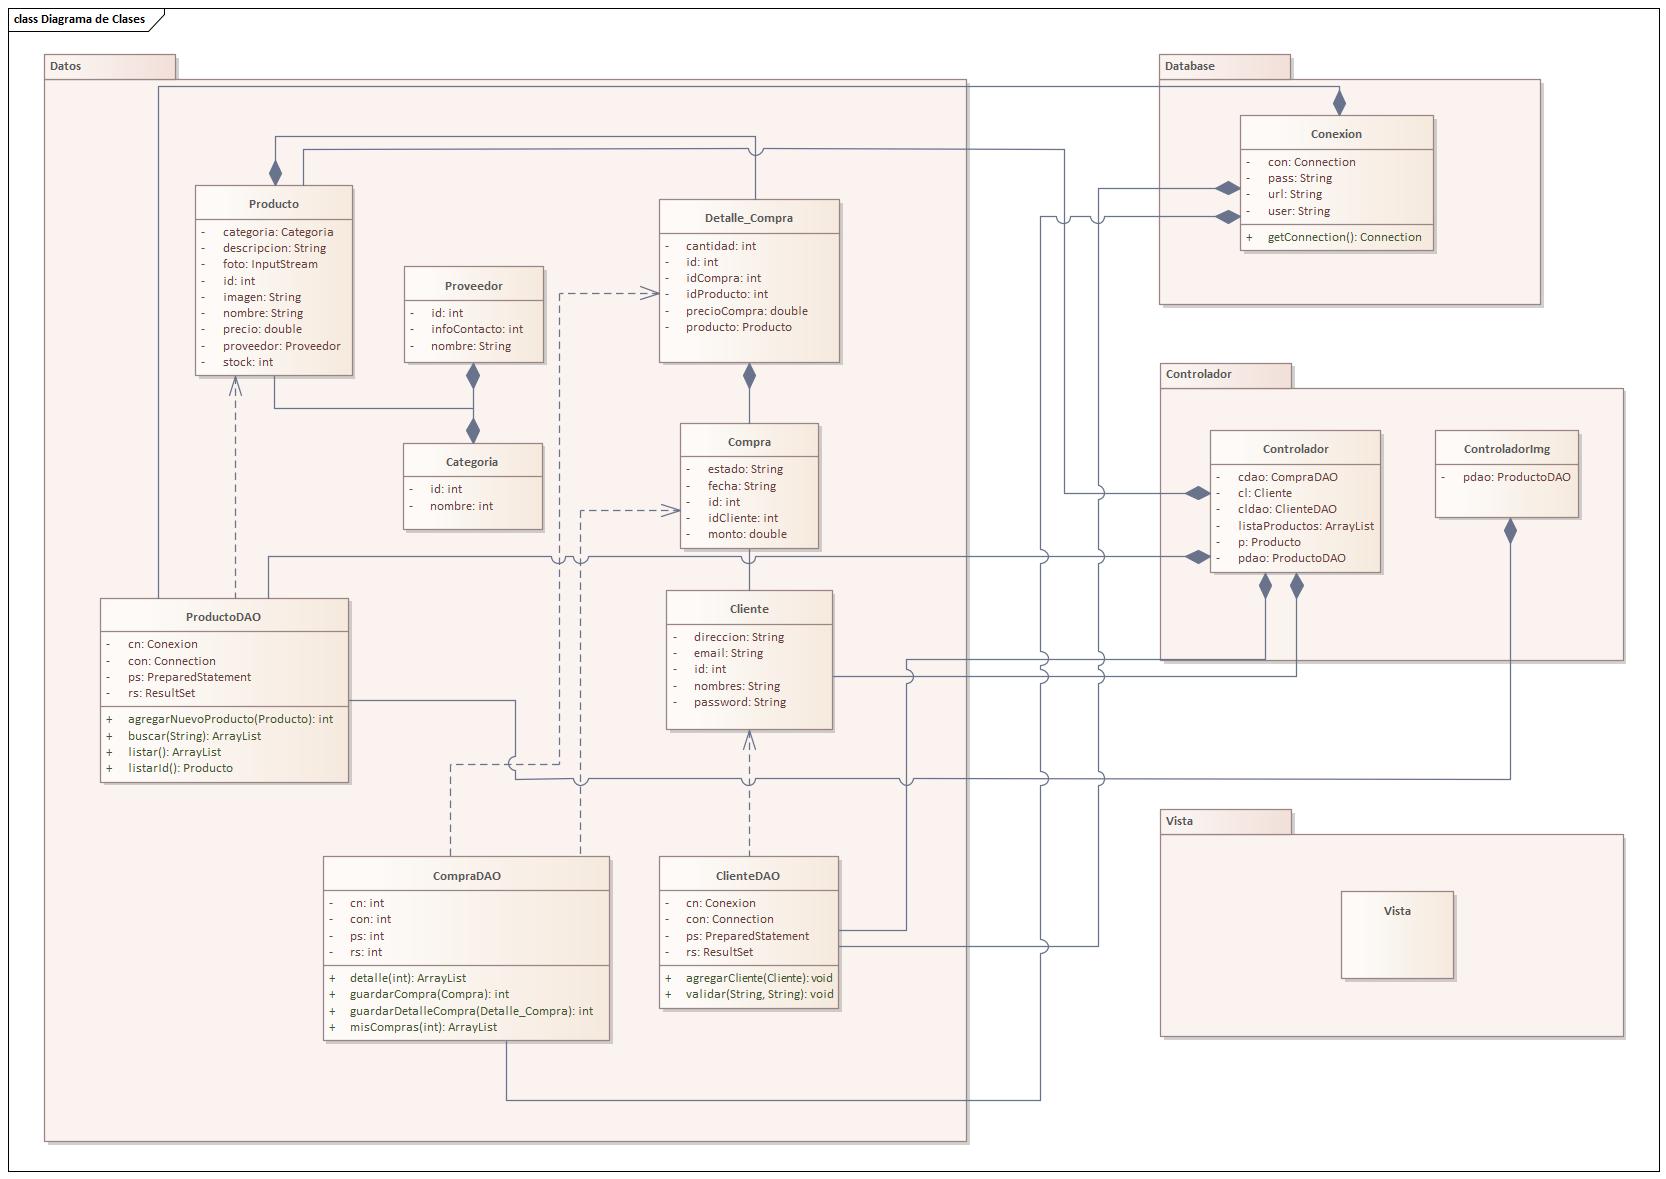 class Diagrama de Clases
Datos
Producto
- categoria: Categoria
- descripcion: String
- foto: InputStream
- id: int
- imagen: String
- nombre: String
- precio: double
- proveedor: Proveedor
- stock: int
Proveedor
- id: int
- infoContacto: int
- nombre: String
Categoria
- id: int
- nombre: int
Detalle_Compra
- cantidad: int
- id: int
- idCompra: int
- idProducto: int
- precioCompra: double
- producto: Producto
Compra
- estado: String
- fecha: String
- id: int
- idCliente: int
- monto: double
Cliente
- direccion: String
- email: String
- id: int
- nombres: String
- password: String
ProductoDAO
- cn: Conexion
- con: Connection
- ps: PreparedStatement
- rs: ResultSet
+ agregarNuevoProducto(Producto): int
+ buscar(String): ArrayList
+ listar(): ArrayList
+ listarId(): Producto
CompraDAO
- cn: int
- con: int
- ps: int
- rs: int
+ detalle(int): ArrayList
+ guardarCompra(Compra): int
+ guardarDetalleCompra(Detalle_Compra): int
+ misCompras(int): ArrayList
ClienteDAO
- cn: Conexion
- con: Connection
- ps: PreparedStatement
- rs: ResultSet
+ agregarCliente(Cliente): void
+ validar(String, String): void
Database
Conexion
- con: Connection
- pass: String
- url: String
- user: String
+ getConnection(): Connection
Controlador
Controlador
- cdao: CompraDAO
- cl: Cliente
- cldao: ClienteDAO
- listaProductos: ArrayList
- p: Producto
- pdao: ProductoDAO
ControladorImg
- pdao: ProductoDAO
Vista
Vista